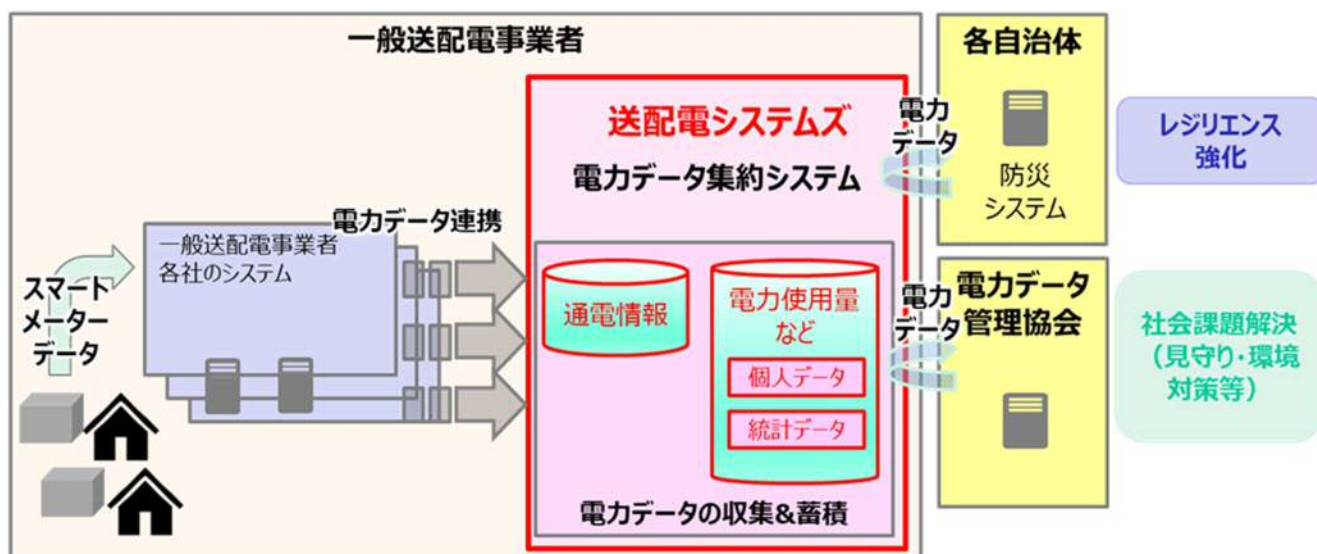 一般送配電事業者
スマート
メーター
データ
一般送配電事業者
各社のシステム
電力データ連携
送配電システムズ
電力データ集約システム
通電情報
電力使用量
など
個人データ
統計データ
電力データの収集&蓄積
電力
データ
各自治体
防災
システム
レジリエンス
強化
電力
データ
電力データ
管理協会
社会課題解決
(見守り・環境
対策等)